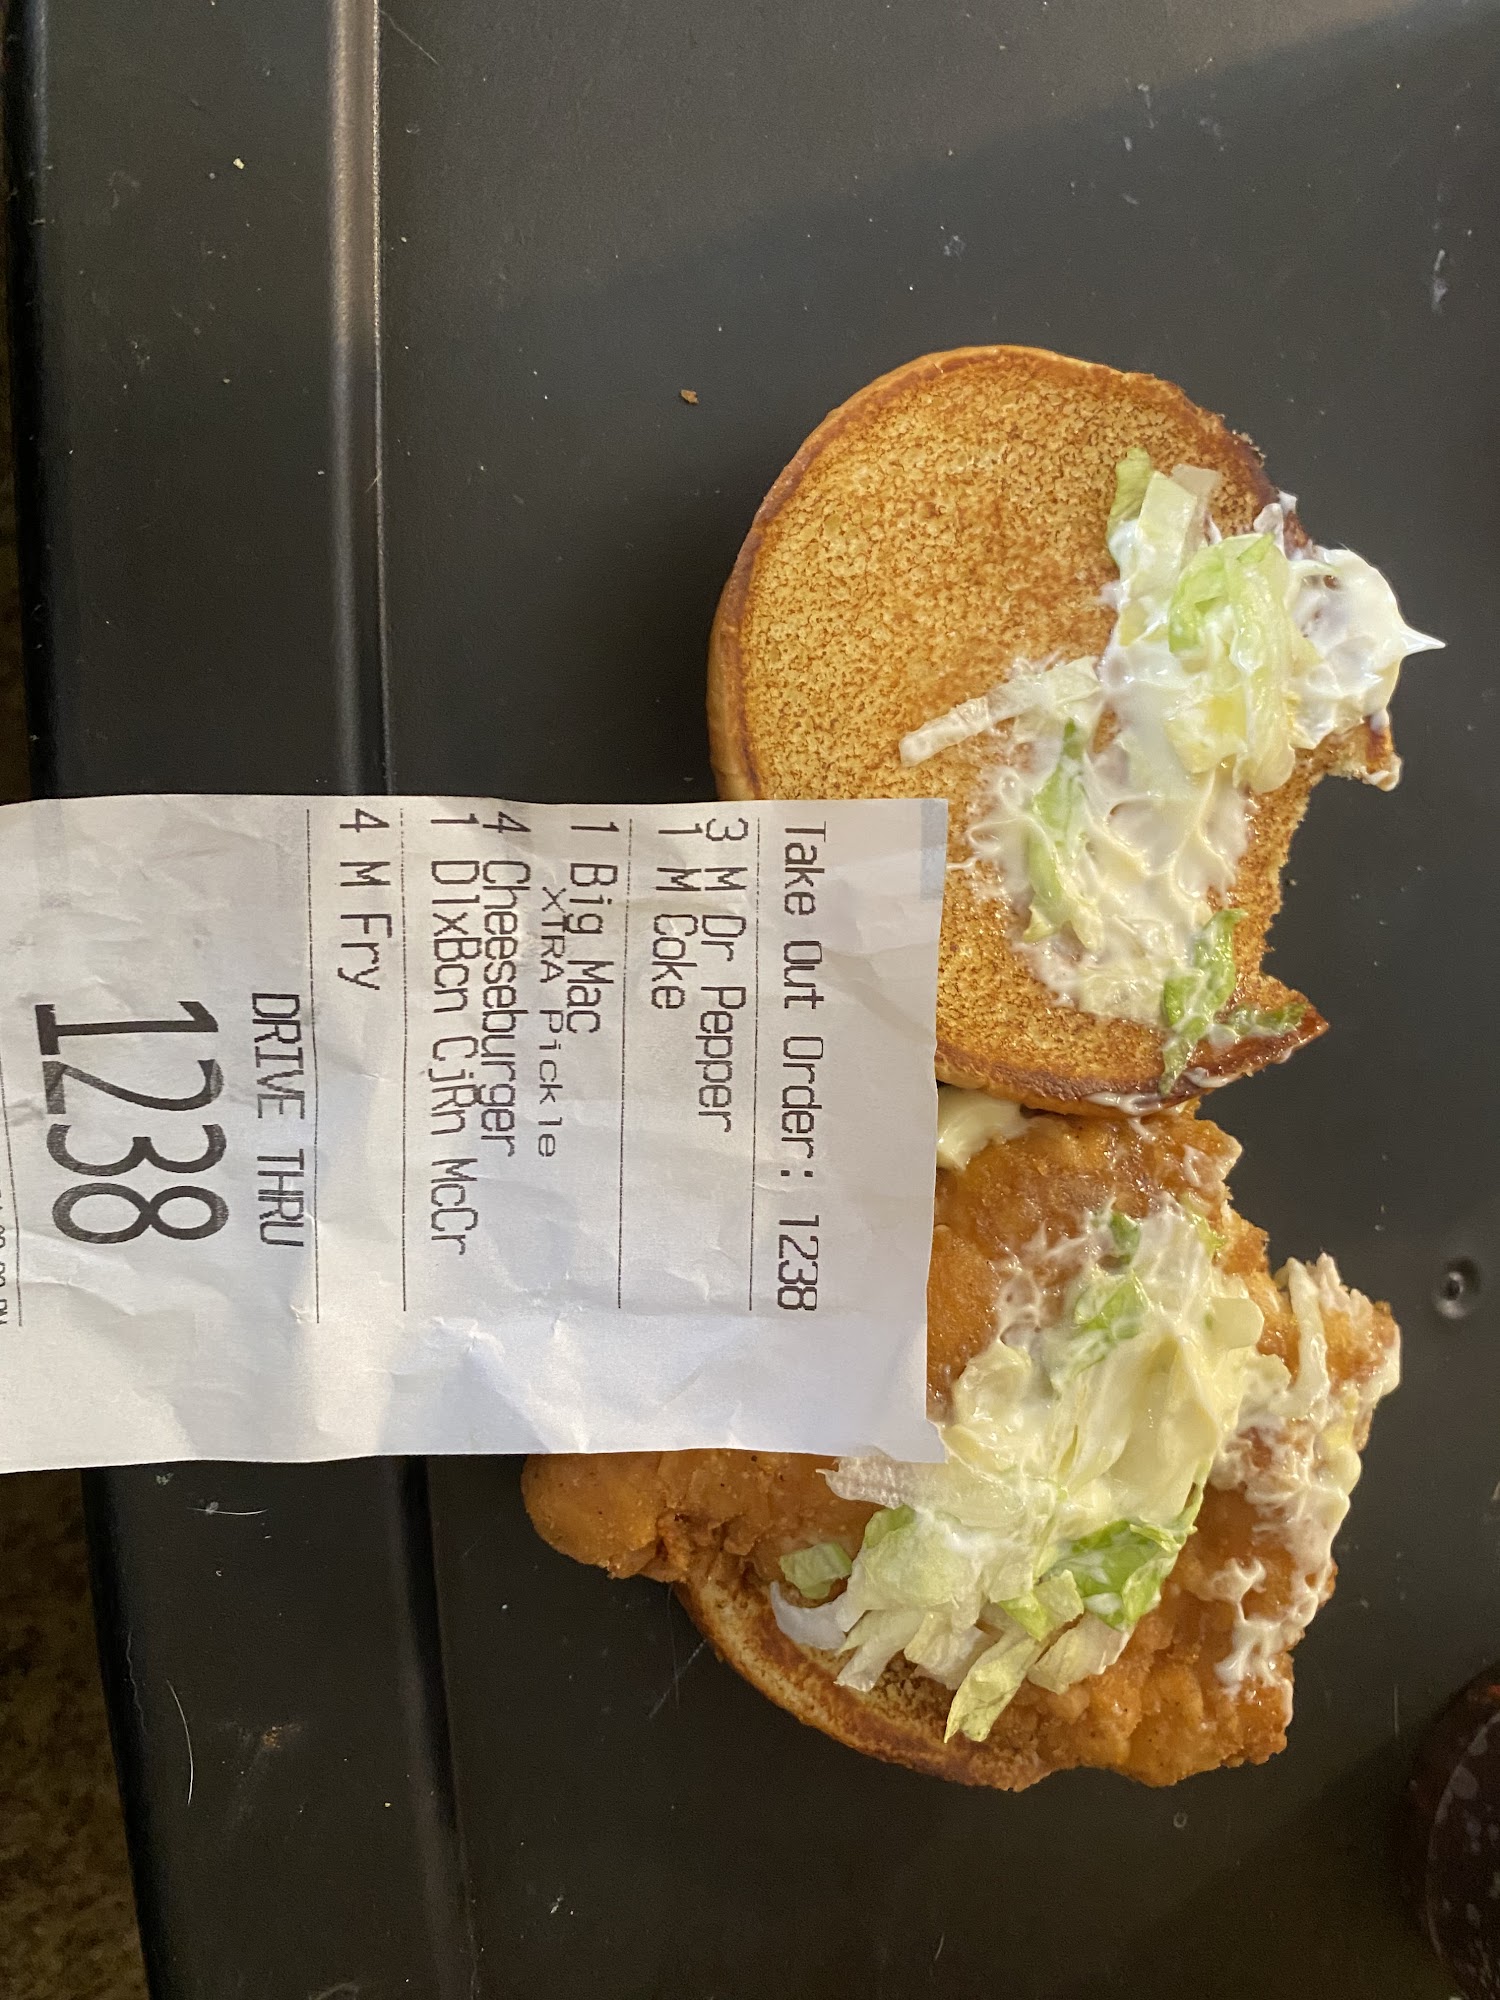 Take Out Order: 1238
3 M Dr Pepper
1 M Coke
1 Big Mac
XTRA Pickle
4 Cheeseburger
1 DlxBcn CjRn McCr
4 M Fry
DRIVE THRU
1238